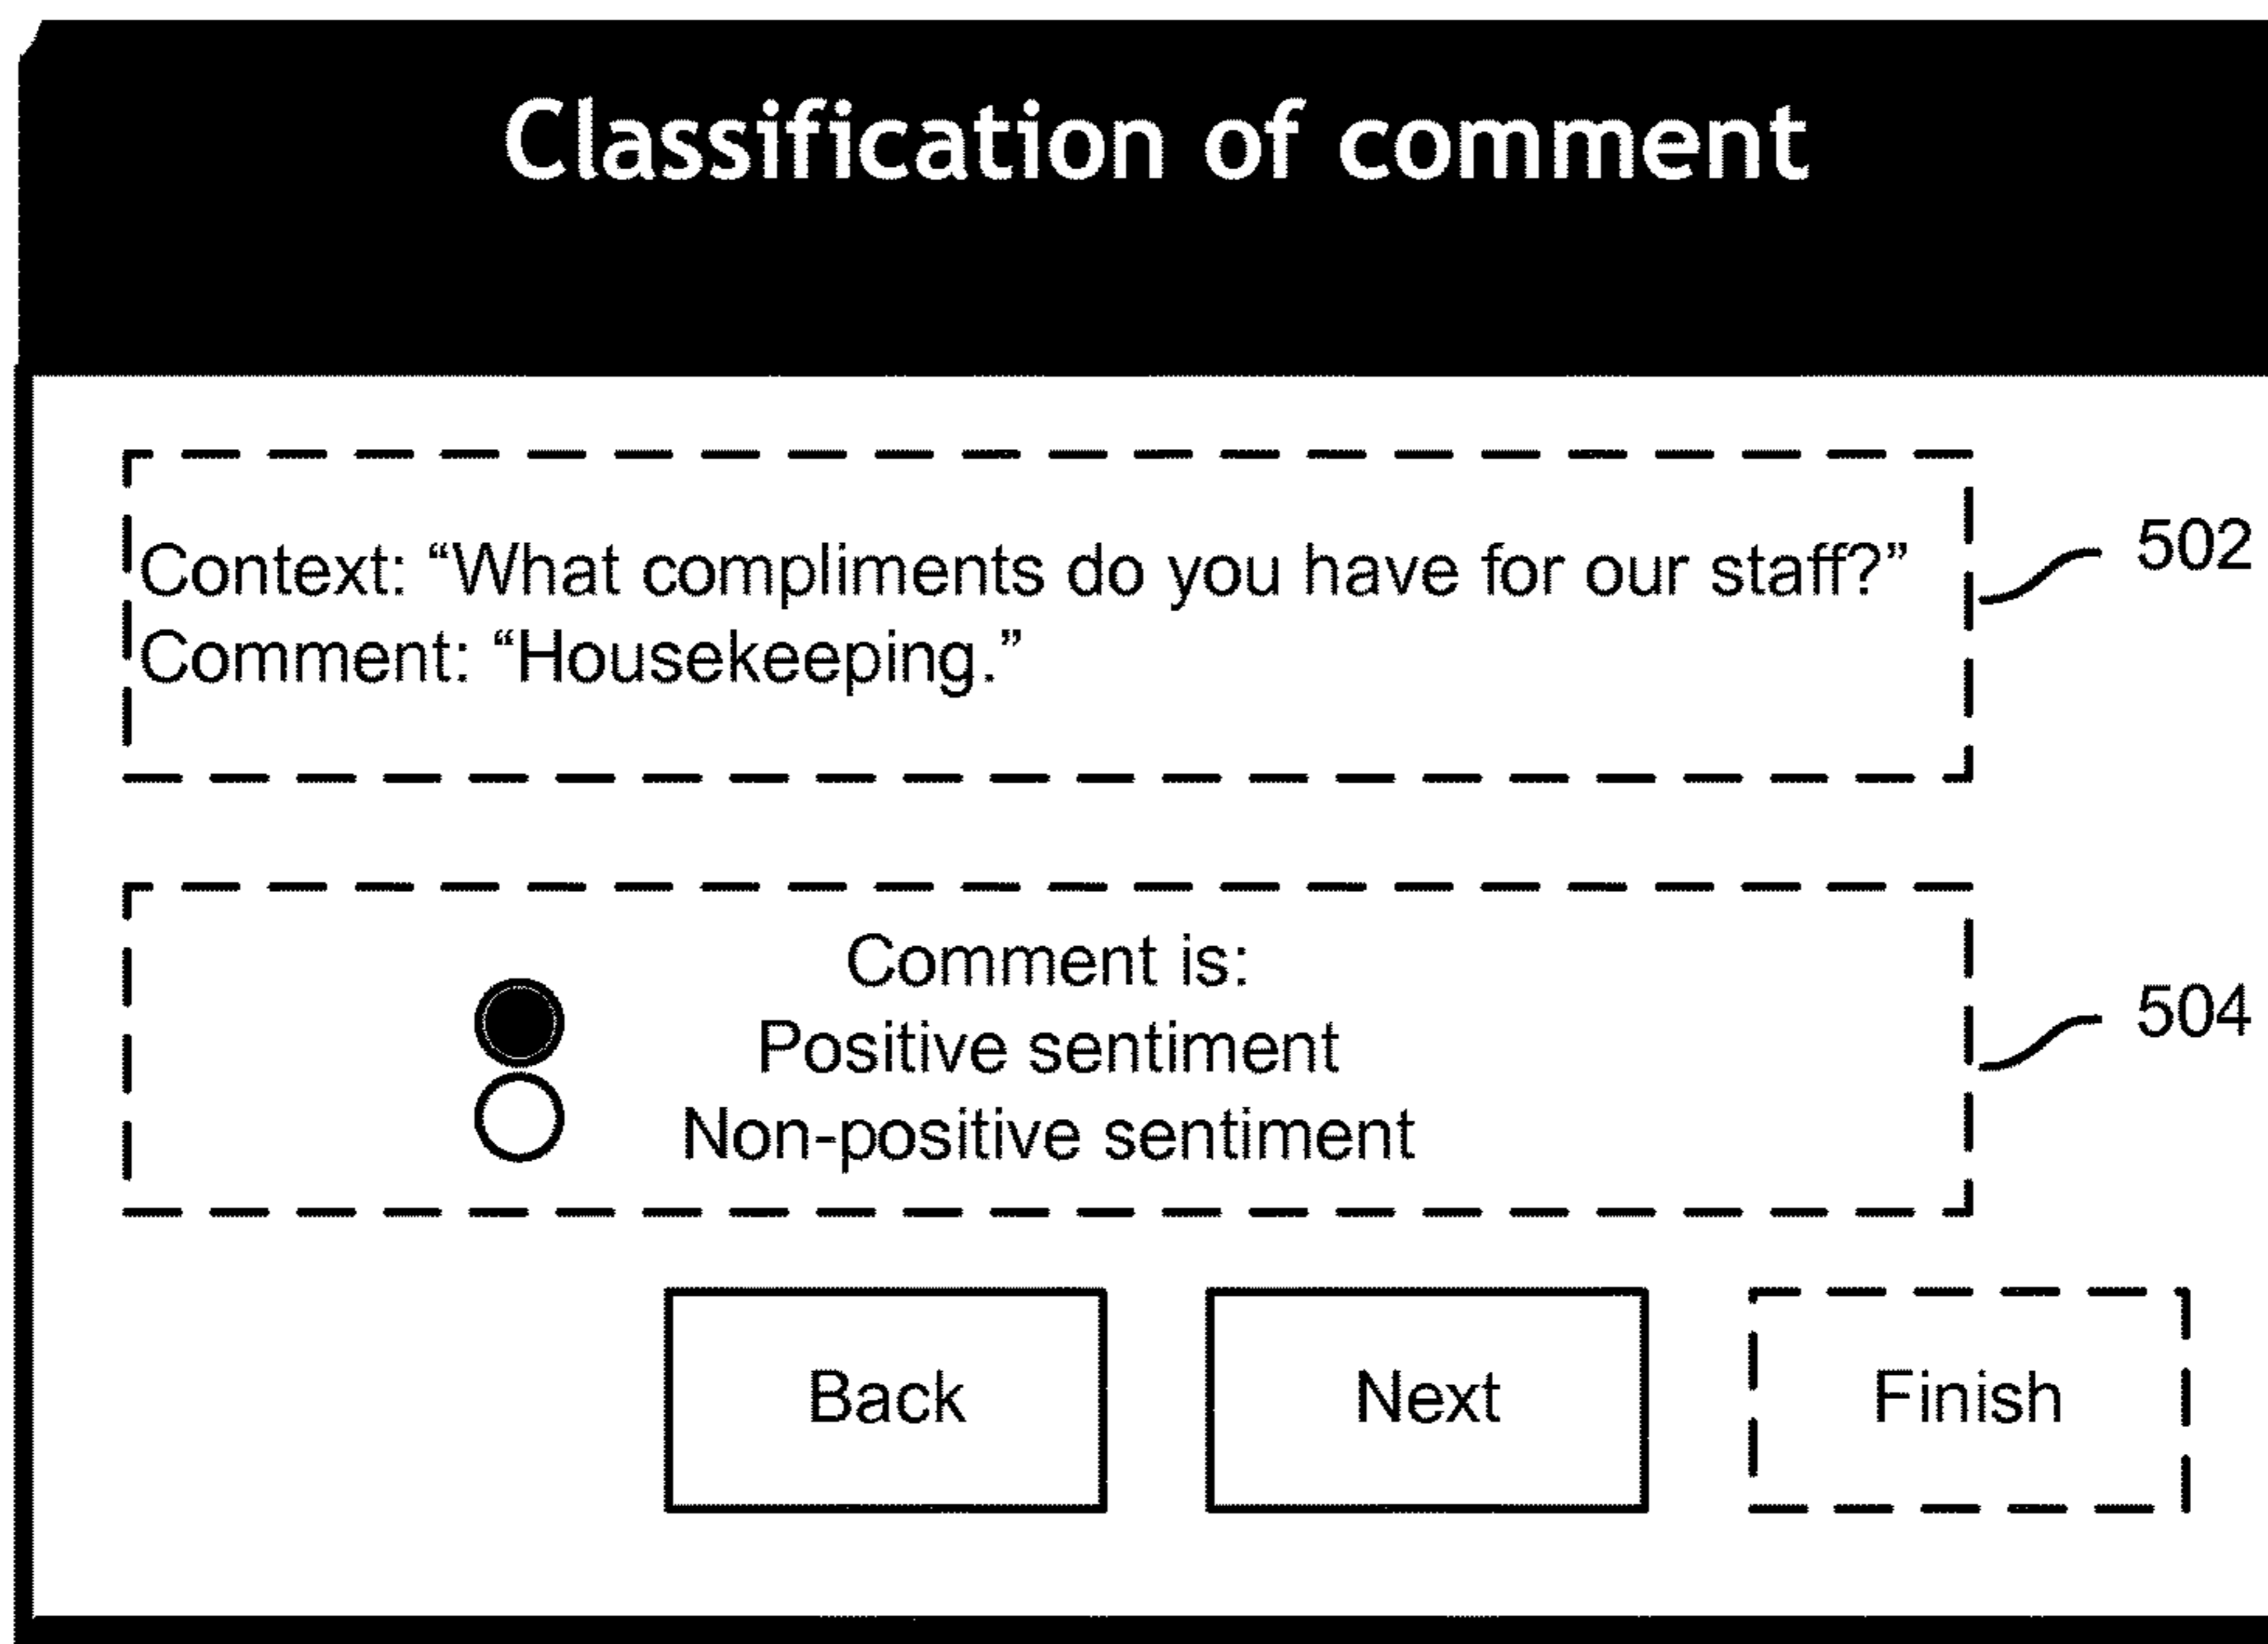 Classification of comment
Context: “What compliments do you have for our staff?”
Comment: “Housekeeping.”
502
Comment is:
Positive sentiment
Non-positive sentiment
504
Back
Next
Finish